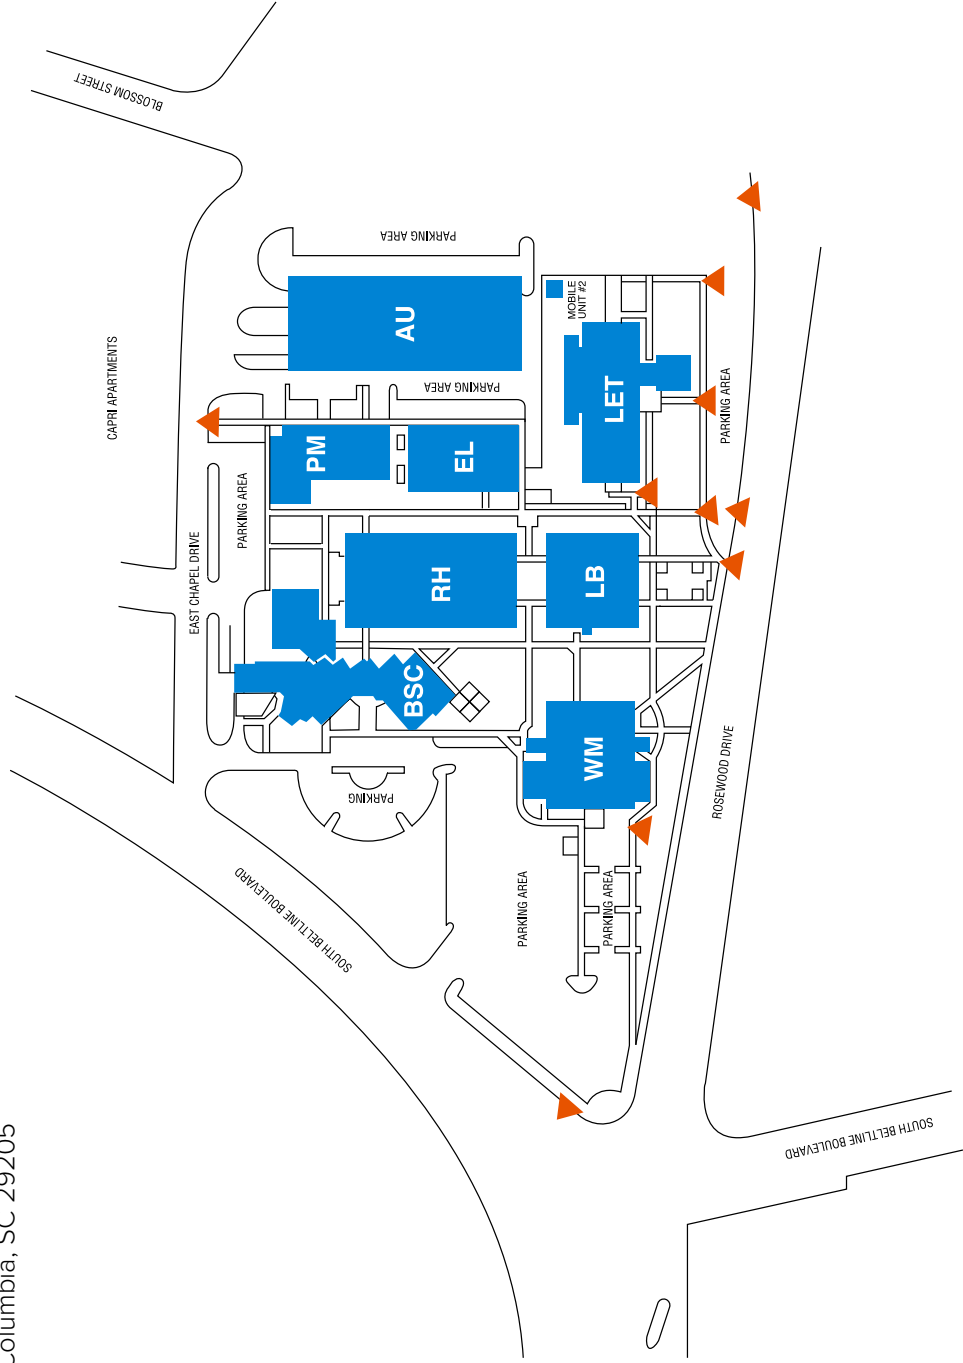 Columbia, SC 29205
BLOSSOM STREET
CAPRI APARTMENTS
EAST CHAPEL DRIVE
PARKING AREA
PARKING AREA
AU
PARKING AREA
MOBILE
UNIT #2
PM
EL
LET
PARKING AREA
RH
LB
BSC
WM
PARKING
SOUTH BELTLINE BOULEVARD
PARKING AREA
PARKING AREA
ROSEWOOD DRIVE
SOUTH BELTLINE BOULEVARD